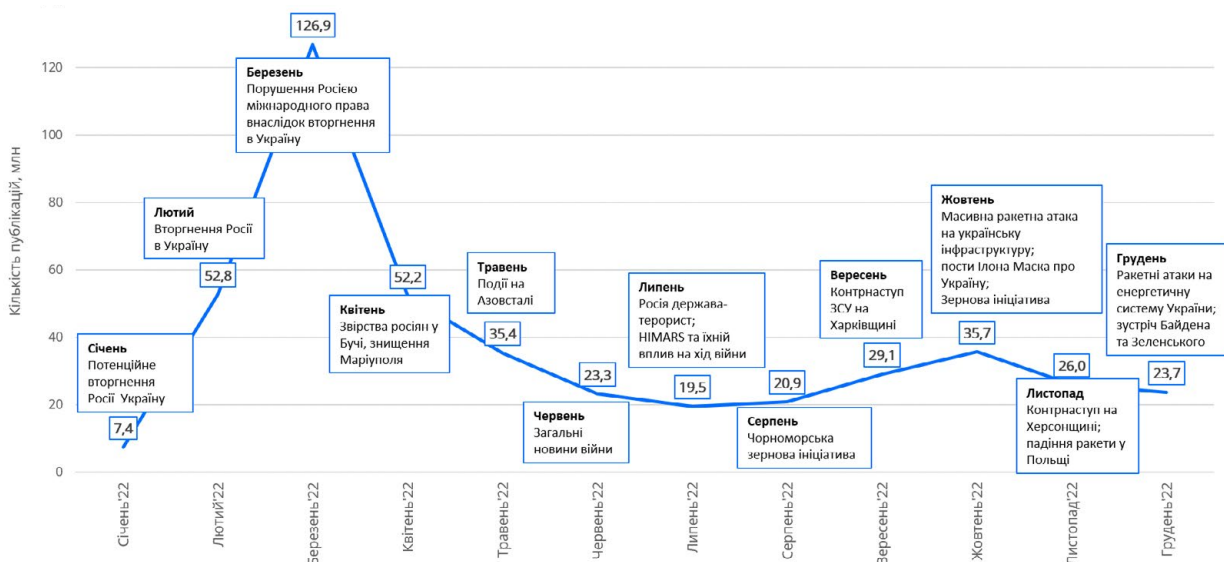 126,9
120
100
80
60
40
20
0
Кількість публікацій, млн
Січень
Потенційне
вторгнення
Росії Україну
7,4
Лютий
Вторгнення Росії
в Україну
52,8
Березень
Порушення Росією
міжнародного права
внаслідок вторгнення
в Україну
52,2
Квітень
Звірства росіян у
Бучі, знищення
Маріуполя
Травень
Події на
Азовсталі
35,4
23,3
Червень
Загальні
новини війни
Липень
Росія держава-
терорист;
HIMARS та їхній
вплив на хід війни
19,5
20,9
Серпень
Чорноморська
зернова ініціатива
Вересень
Контрнаступ
ЗСУ на
Харківщині
29,1
Жовтень
Масивна ракетна атака
на українську
інфраструктуру;
пости Ілона Маска про
Україну;
Зернова ініціатива
35,7
26,0
Листопад
Контрнаступ на
Херсонщині;
падіння ракети у
Польщі
Грудень
Ракетні атаки на
енергетичну
систему України;
зустріч Байдена
та Зеленського
23,7
Січень'22
Лютий'22
Березень'22
Квітень'22
Травень'22
Червень'22
Липень'22
Серпень'22
Вересень'22
Жовтень'22
Листопад'22
Грудень'22